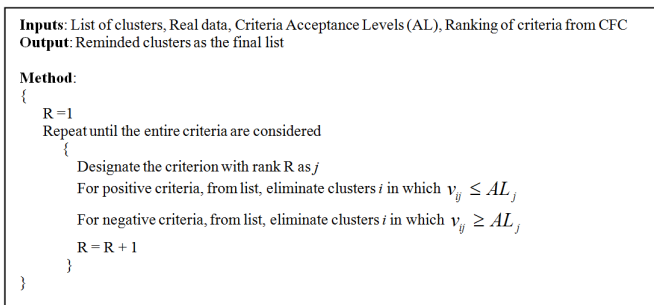 Inputs: List of clusters, Real data, Criteria Acceptance Levels (AL), Ranking of criteria from CFC
Output: Reminded clusters as the final list
Method:
{
R =1
Repeat until the entire criteria are considered
{
Designate the criterion with rank R as j
For positive criteria, from list, eliminate clusters i in which v_ij ≤ AL_j
For negative criteria, from list, eliminate clusters i in which v_ij ≥ AL_j
R = R + 1
}
}